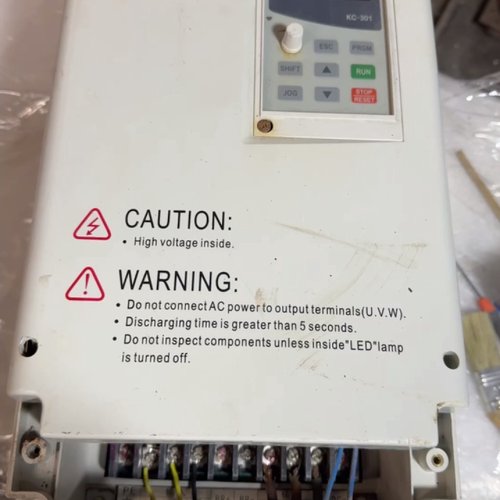 KC-301
ESC PRGM
SHIFT RUN
JOG STOP
RESET
CAUTION:
• High voltage inside.
WARNING:
• Do not connect AC power to output terminals(U.V.W).
• Discharging time is greater than 5 seconds.
• Do not inspect components unless inside"LED"lamp
is turned off.
PE